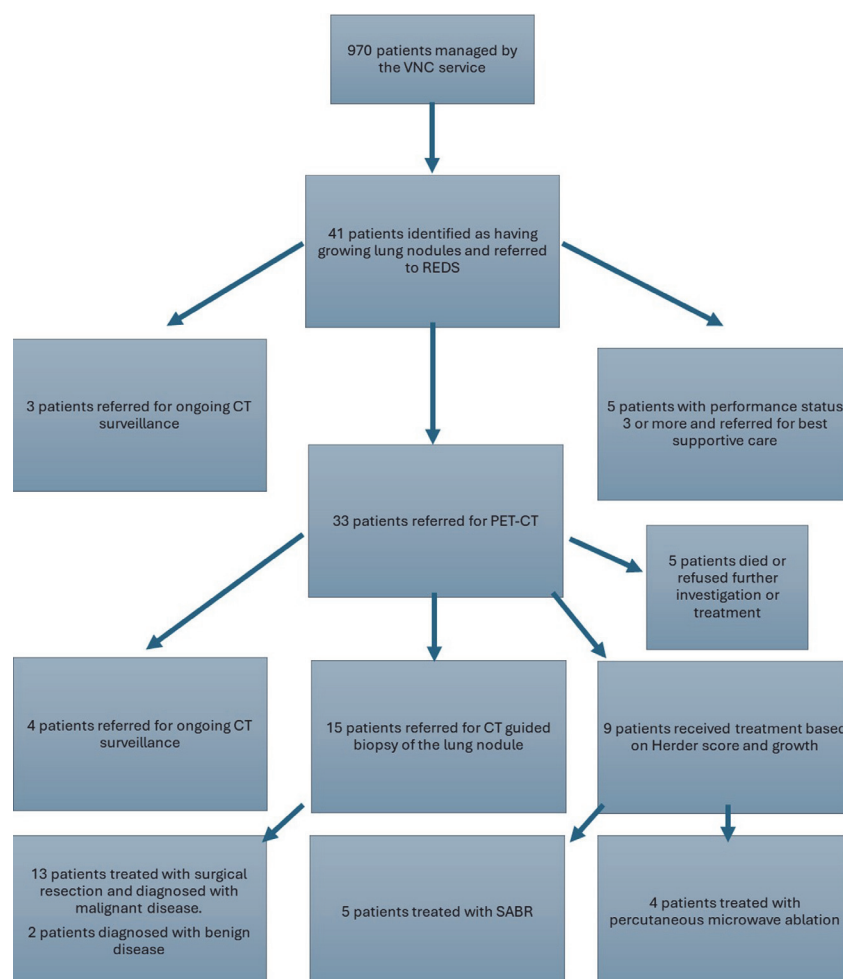 970 patients managed by
the VNC service
41 patients identified as having
growing lung nodules and referred
to REDS
3 patients referred for ongoing CT
surveillance
5 patients with performance status
3 or more and referred for best
supportive care
33 patients referred for PET-CT
5 patients died or
refused further
investigation or
treatment
4 patients referred for ongoing CT
surveillance
15 patients referred for CT guided
biopsy of the lung nodule
9 patients received treatment based
on Herder score and growth
13 patients treated with surgical
resection and diagnosed with
malignant disease.
2 patients diagnosed with benign
disease
5 patients treated with SABR
4 patients treated with
percutaneous microwave ablation